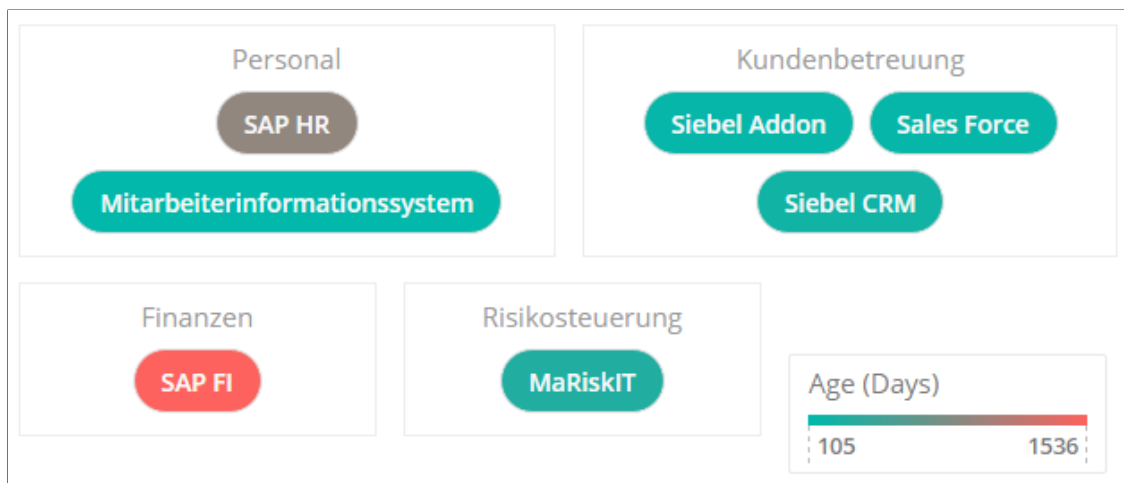 Personal
SAP HR
Mitarbeiterinformationssystem
Kundenbetreuung
Siebel Addon
Sales Force
Siebel CRM
Finanzen
SAP FI
Risikosteuerung
MaRiskIT
Age (Days)
105 1536